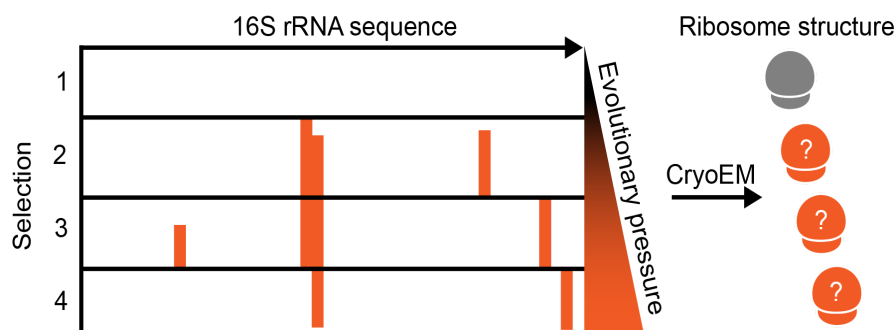 16S rRNA sequence
Ribosome structure
Selection
1
2
3
4
Evolutionary pressure
CryoEM
?
?
?